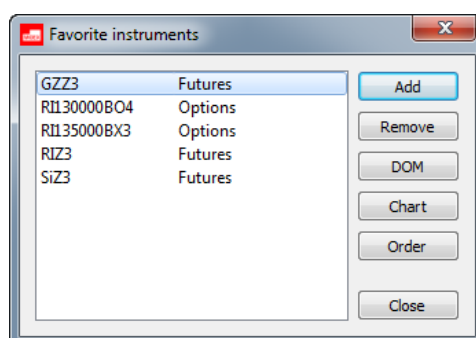 Favorite instruments
GZZ3 Futures
RI130000BO4 Options
RI135000BX3 Options
RIZ3 Futures
SiZ3 Futures
Add
Remove
DOM
Chart
Order
Close